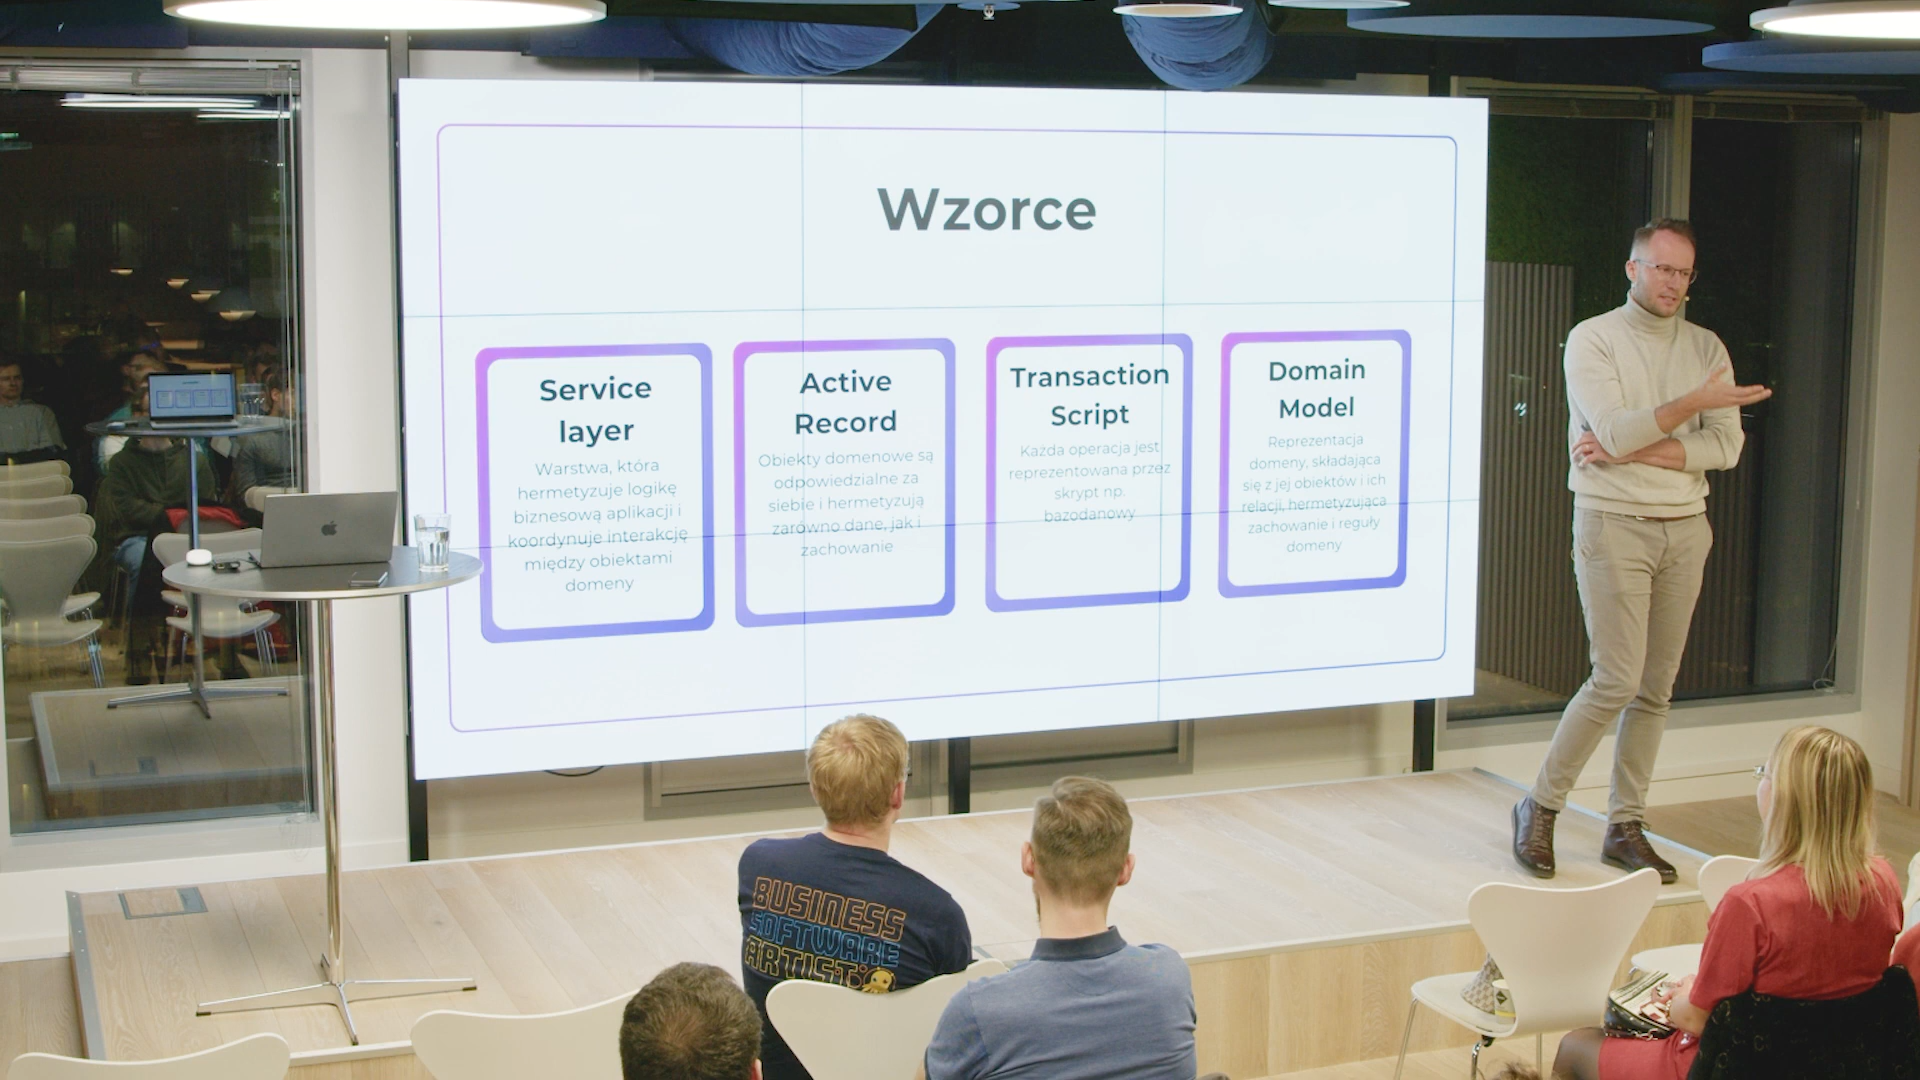 Wzorce
Service
layer
Warstwa, która
hermetyzuje logikę
biznesową aplikacji i
koordynuje interakcję
między obiektami
domeny
Active
Record
Obiekty domenowe są
odpowiedzialne za
siebie i hermetyzują
zarówno dane, jak i
zachowanie
Transaction
Script
Każda operacja jest
reprezentowana przez
skrypt np.
bazodanowy
Domain
Model
Reprezentacja
domeny, składająca
się z jej obiektów i ich
relacji, hermetyzująca
zachowanie i reguły
domeny
BUSINESS
SOFTWARE
ARTIST